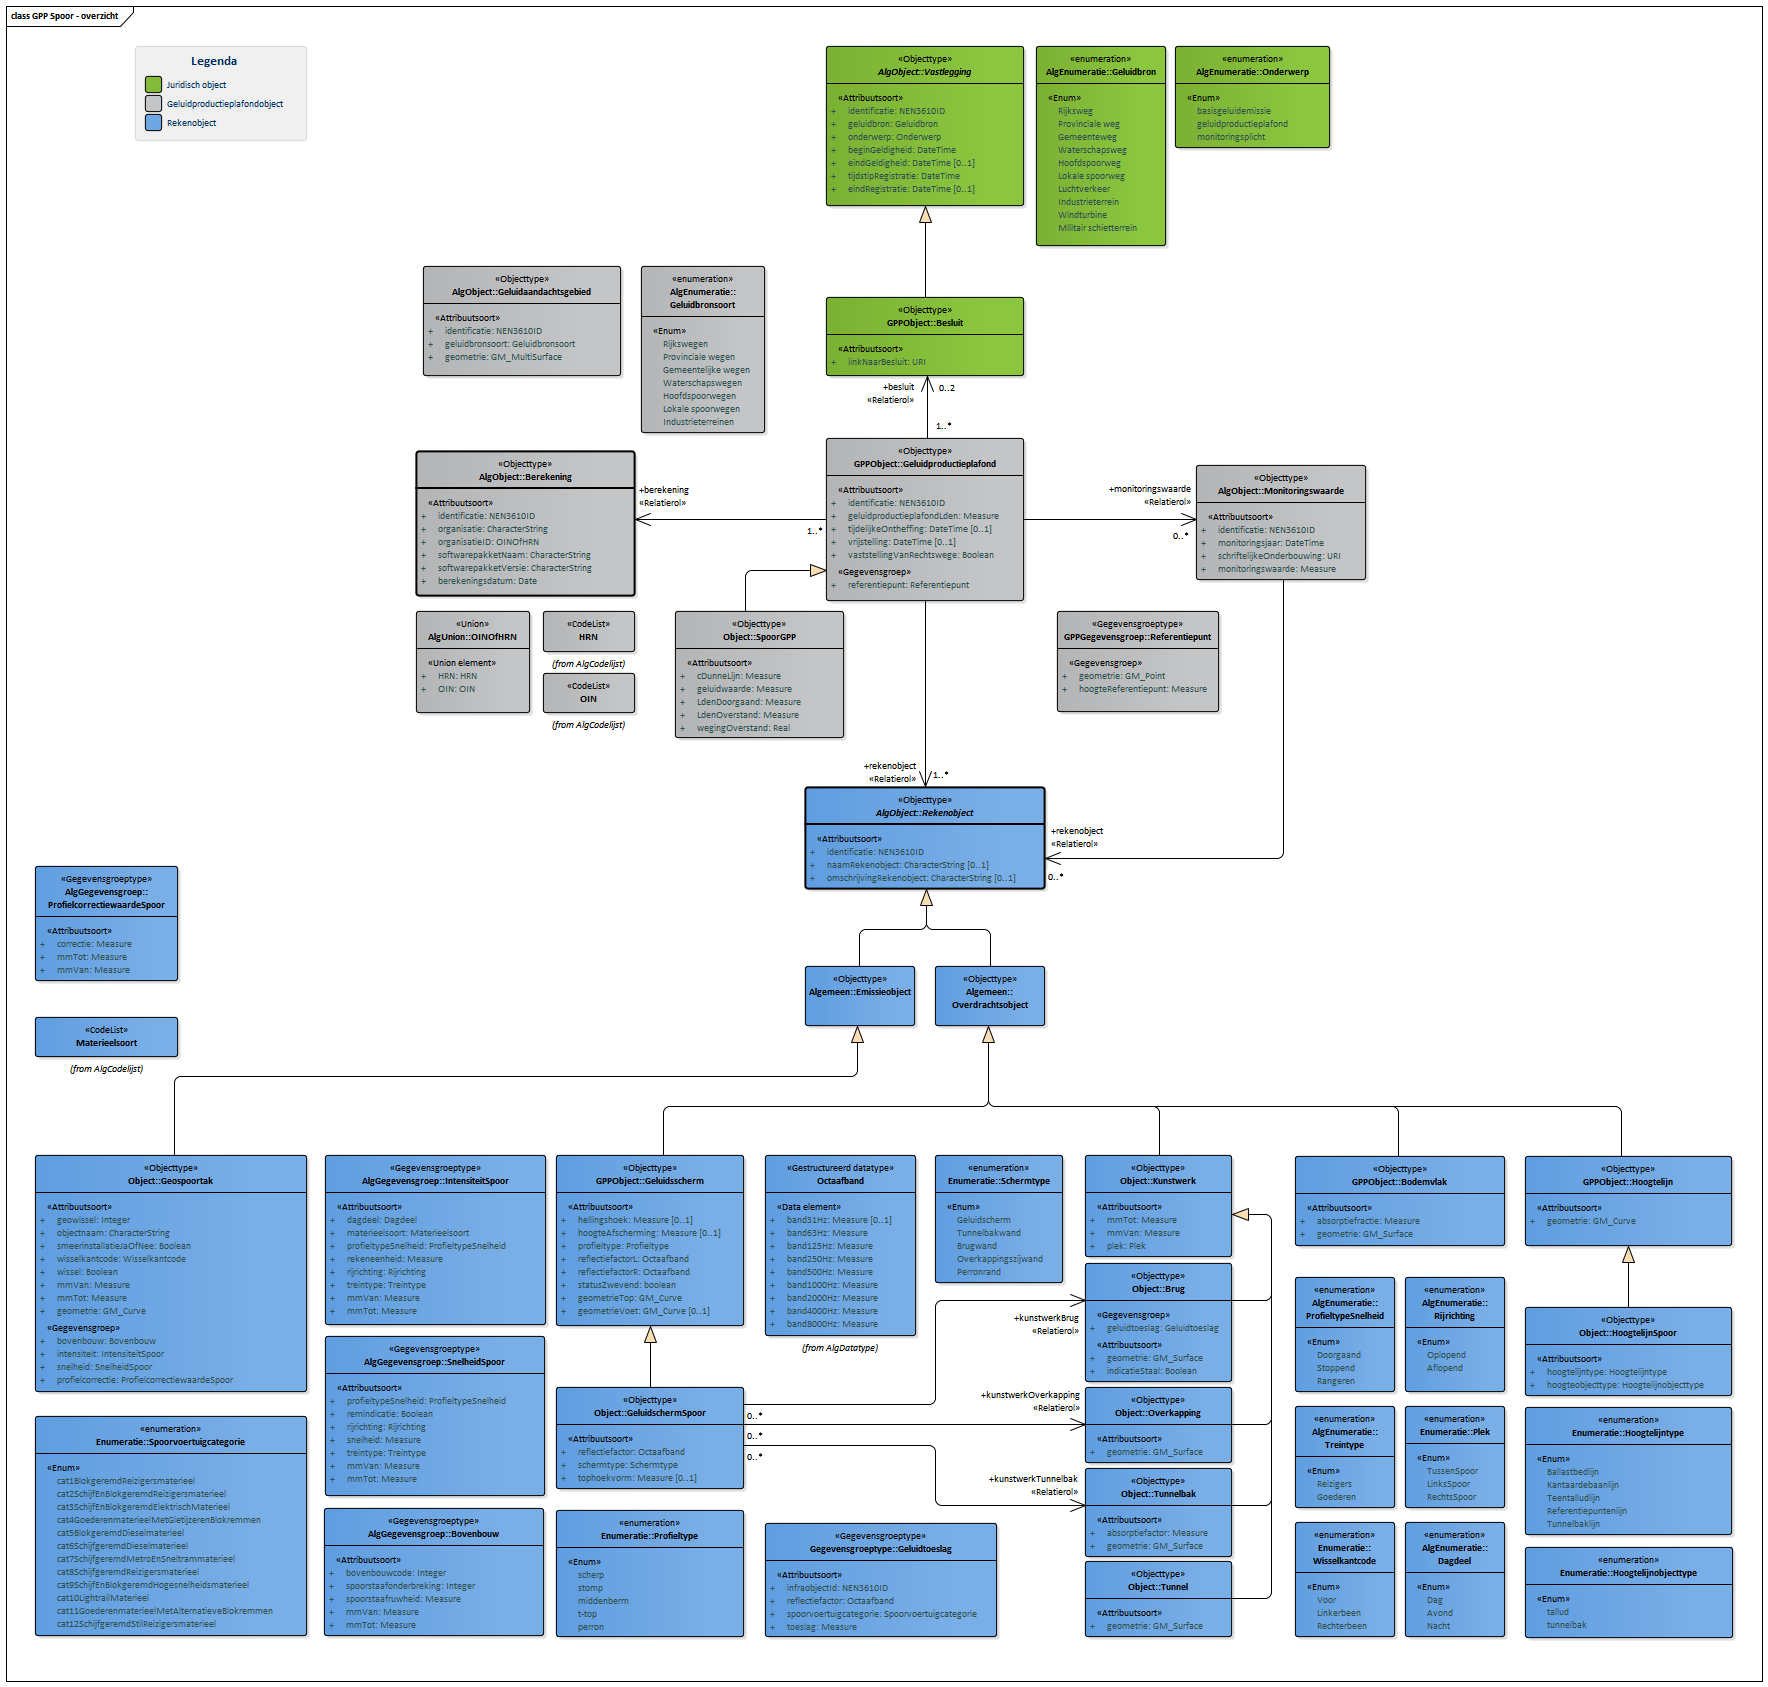 class GPP Spoor - overzicht
Legenda
Juridisch object
Geluidproductieplafondobject
Rekenobject
«Objecttype»
AlgObject::Vastlegging
«Attribuutsoort»
+ identificatie: NEN3610ID
+ geluidbron: Geluidbron
+ onderwerp: Onderwerp
+ beginGeldigheid: DateTime
+ eindGeldigheid: DateTime [0..1]
+ tijdstipRegistratie: DateTime
+ eindRegistratie: DateTime [0..1]
«enumeration»
AlgEnumeratie::Geluidbron
«Enum»
Rijksweg
Provinciale weg
Gemeenteweg
Waterschapsweg
Hoofdspoorweg
Lokale spoorweg
Luchtverkeer
Industrieterrein
Windturbine
Militair schietterrein
«enumeration»
AlgEnumeratie::Onderwerp
«Enum»
basisgeluidemissie
geluidproductieplafond
monitoringsplicht
«Objecttype»
AlgObject::Geluidaandachtsgebied
«Attribuutsoort»
+ identificatie: NEN3610ID
+ geluidbronsoort: Geluidbronsoort
+ geometrie: GM_MultiSurface
«enumeration»
AlgEnumeratie::
Geluidbronsoort
«Enum»
Rijkswegen
Provinciale wegen
Gemeentelijke wegen
Waterschapswegen
Hoofdspoorwegen
Lokale spoorwegen
Industrieterreinen
«Objecttype»
GPPObject::Besluit
«Attribuutsoort»
+ linkNaarBesluit: URI
+besluit
«Relatierol»
0..2
1..*
«Objecttype»
AlgObject::Berekening
«Attribuutsoort»
+ identificatie: NEN3610ID
+ organisatie: CharacterString
+ organisatieID: OINOfHRN
+ softwarepakketNaam: CharacterString
+ softwarepakketVersie: CharacterString
+ berekeningsdatum: Date
+berekening
«Relatierol»
1..*
«Objecttype»
GPPObject::Geluidproductieplafond
«Attribuutsoort»
+ identificatie: NEN3610ID
+ geluidproductieplafondLden: Measure
+ tijdelijkeOntheffing: DateTime [0..1]
+ vrijstelling: DateTime [0..1]
+ vaststellingVanRechtswege: Boolean
«Gegevensgroep»
+ referentiepunt: Referentiepunt
+monitoringswaarde
«Relatierol»
0..*
«Objecttype»
AlgObject::Monitoringswaarde
«Attribuutsoort»
+ identificatie: NEN3610ID
+ monitoringsjaar: DateTime
+ schriftelijkeOnderbouwing: URI
+ monitoringswaarde: Measure
«Union»
AlgUnion::OINOfHRN
«Union element»
+ HRN: HRN
+ OIN: OIN
«CodeList»
HRN
(from AlgCodelijst)
«CodeList»
OIN
(from AlgCodelijst)
«Objecttype»
Object::SpoorGPP
«Attribuutsoort»
+ cDunneLijn: Measure
+ geluidwaarde: Measure
+ LdenDoorgaand: Measure
+ LdenOverstand: Measure
+ wegingOverstand: Real
«Gegevensgroeptype»
GPPGegevensgroep::Referentiepunt
«Gegevensgroep»
+ geometrie: GM_Point
+ hoogteReferentiepunt: Measure
+rekenobject
«Relatierol»
1..*
«Objecttype»
AlgObject::Rekenobject
«Attribuutsoort»
+ identificatie: NEN3610ID
+ naamRekenobject: CharacterString [0..1]
+ omschrijvingRekenobject: CharacterString [0..1]
+rekenobject
«Relatierol»
0..*
«Gegevensgroeptype»
AlgGegevensgroep::
ProfielcorrectiewaardeSpoor
«Attribuutsoort»
+ correctie: Measure
+ mmTot: Measure
+ mmVan: Measure
«CodeList»
Materieelsoort
(from AlgCodelijst)
«Objecttype»
Algemeen::Emissieobject
«Objecttype»
Algemeen::
Overdrachtsobject
«Objecttype»
Object::Geospoortak
«Attribuutsoort»
+ geowissel: Integer
+ objectnaam: CharacterString
+ smeerinstallatieJaOfNee: Boolean
+ wisselkantcode: Wisselkantcode
+ wissel: Boolean
+ mmVan: Measure
+ mmTot: Measure
+ geometrie: GM_Curve
«Gegevensgroep»
+ bovenbouw: Bovenbouw
+ intensiteit: IntensiteitSpoor
+ snelheid: SnelheidSpoor
+ profielcorrectie: ProfielcorrectiewaardeSpoor
«enumeration»
Enumeratie::Spoorvoertuigcategorie
«Enum»
cat1BlokgeremdReizigersmaterieel
cat2SchijfEnBlokgeremdReizigersmaterieel
cat3SchijfEnBlokgeremdElektrischMaterieel
cat4GoederenmaterieelMetGietijzerenBlokremmen
cat5BlokgeremdDieselmaterieel
cat6SchijfgeremdDieselmaterieel
cat7SchijfgeremdMetroEnSneltrammaterieel
cat8SchijfgeremdReizigersmaterieel
cat9SchijfEnBlokgeremdHogesnelheidsmaterieel
cat10LightrailMaterieel
cat11GoederenmaterieelMetAlternatieveBlokremmen
cat12SchijfgeremdStilReizigersmaterieel
«Gegevensgroeptype»
AlgGegevensgroep::IntensiteitSpoor
«Attribuutsoort»
+ dagdeel: Dagdeel
+ materieelsoort: Materieelsoort
+ profieltypeSnelheid: ProfieltypeSnelheid
+ rekeneenheid: Measure
+ rijrichting: Rijrichting
+ treintype: Treintype
+ mmVan: Measure
+ mmTot: Measure
«Gegevensgroeptype»
AlgGegevensgroep::SnelheidSpoor
«Attribuutsoort»
+ profieltypeSnelheid: ProfieltypeSnelheid
+ remindicatie: Boolean
+ rijrichting: Rijrichting
+ snelheid: Measure
+ treintype: Treintype
+ mmVan: Measure
+ mmTot: Measure
«Gegevensgroeptype»
AlgGegevensgroep::Bovenbouw
«Attribuutsoort»
+ bovenbouwcode: Integer
+ spoorstaafonderbreking: Integer
+ spoorstaafruwheid: Measure
+ mmVan: Measure
+ mmTot: Measure
«Objecttype»
GPPObject::Geluidsscherm
«Attribuutsoort»
+ hellingshoek: Measure [0..1]
+ hoogteAfscherming: Measure [0..1]
+ profieltype: Profieltype
+ reflectiefactorL: Octaafband
+ reflectiefactorR: Octaafband
+ statusZwevend: boolean
+ geometrieTop: GM_Curve
+ geometrieVoet: GM_Curve [0..1]
«Objecttype»
Object::GeluidschermSpoor
«Attribuutsoort»
+ reflectiefactor: Octaafband
+ schermtype: Schermtype
+ tophoekvorm: Measure [0..1]
0..*
0..*
0..*
«enumeration»
Enumeratie::Profieltype
«Enum»
scherp
stomp
middenberm
t-top
perron
«Gestructureerd datatype»
Octaafband
«Data element»
+ band31Hz: Measure [0..1]
+ band63Hz: Measure
+ band125Hz: Measure
+ band250Hz: Measure
+ band500Hz: Measure
+ band1000Hz: Measure
+ band2000Hz: Measure
+ band4000Hz: Measure
+ band8000Hz: Measure
(from AlgDatatype)
«Gegevensgroeptype»
Gegevensgroeptype::Geluidtoeslag
«Attribuutsoort»
+ infraobjectId: NEN3610ID
+ reflectiefactor: Octaafband
+ spoorvoertuigcategorie: Spoorvoertuigcategorie
+ toeslag: Measure
«enumeration»
Enumeratie::Schermtype
«Enum»
Geluidscherm
Tunnelbakwand
Brugwand
Overkappingszijwand
Perronrand
+kunstwerkBrug
«Relatierol»
+kunstwerkOverkapping
«Relatierol»
+kunstwerkTunnelbak
«Relatierol»
«Objecttype»
Object::Kunstwerk
«Attribuutsoort»
+ mmTot: Measure
+ mmVan: Measure
+ plek: Plek
«Objecttype»
Object::Brug
«Gegevensgroep»
+ geluidtoeslag: Geluidtoeslag
«Attribuutsoort»
+ geometrie: GM_Surface
+ indicatieStaal: Boolean
«Objecttype»
Object::Overkapping
«Attribuutsoort»
+ geometrie: GM_Surface
«Objecttype»
Object::Tunnelbak
«Attribuutsoort»
+ absorptiefactor: Measure
+ geometrie: GM_Surface
«Objecttype»
Object::Tunnel
«Attribuutsoort»
+ geometrie: GM_Surface
«Objecttype»
GPPObject::Bodemvlak
«Attribuutsoort»
+ absorptiefractie: Measure
+ geometrie: GM_Surface
«enumeration»
AlgEnumeratie::
ProfieltypeSnelheid
«Enum»
Doorgaand
Stoppend
Rangeren
«enumeration»
AlgEnumeratie::
Rijrichting
«Enum»
Oplopend
Aflopend
«enumeration»
AlgEnumeratie::
Treintype
«Enum»
Reizigers
Goederen
«enumeration»
Enumeratie::Plek
«Enum»
TussenSpoor
LinksSpoor
RechtsSpoor
«enumeration»
Enumeratie::
Wisselkantcode
«Enum»
Voor
Linkerbeen
Rechterbeen
«enumeration»
AlgEnumeratie::
Dagdeel
«Enum»
Dag
Avond
Nacht
«Objecttype»
GPPObject::Hoogtelijn
«Attribuutsoort»
+ geometrie: GM_Curve
«Objecttype»
Object::HoogtelijnSpoor
«Attribuutsoort»
+ hoogtelijntype: Hoogtelijntype
+ hoogteobjecttype: Hoogtelijnobjecttype
«enumeration»
Enumeratie::Hoogtelijntype
«Enum»
Ballastbedlijn
Kantaardebaanlijn
Teentalludlijn
Referentiepuntenlijn
Tunnelbaklijn
«enumeration»
Enumeratie::Hoogtelijnobjecttype
«Enum»
tallud
tunnelbak